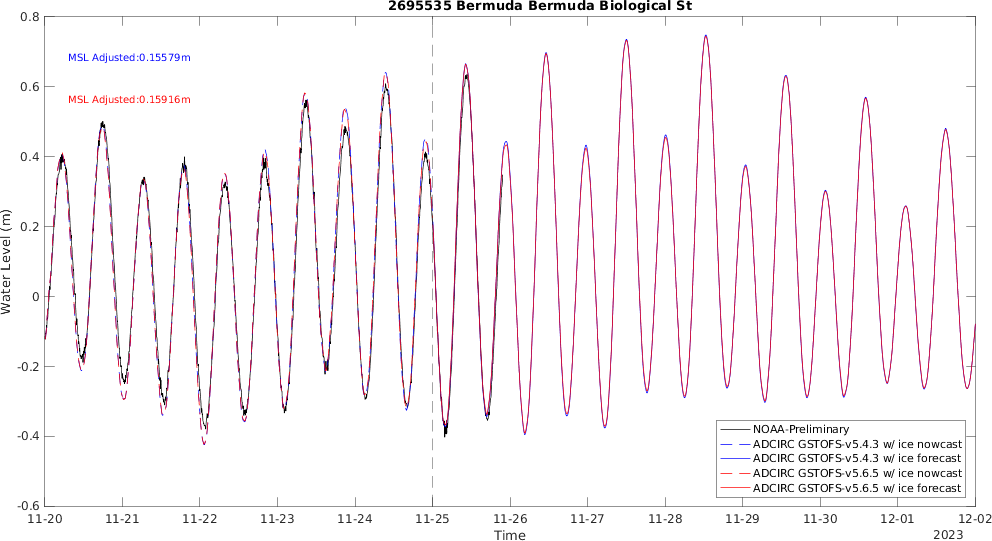 2695535 Bermuda Bermuda Biological St
0.8
MSL Adjusted:0.15579m
0.6
MSL Adjusted:0.15916m
0.4
0.2
Water Level (m)
0
-0.2
-0.4
NOAA-Preliminary
ADCIRC GSTOFS-v5.4.3 w/ ice nowcast
ADCIRC GSTOFS-v5.4.3 w/ ice forecast
ADCIRC GSTOFS-v5.6.5 w/ ice nowcast
ADCIRC GSTOFS-v5.6.5 w/ ice forecast
-0.6
11-20 11-21 11-22 11-23 11-24 11-25 11-26 11-27 11-28 11-29 11-30 12-01 12-02
Time
2023